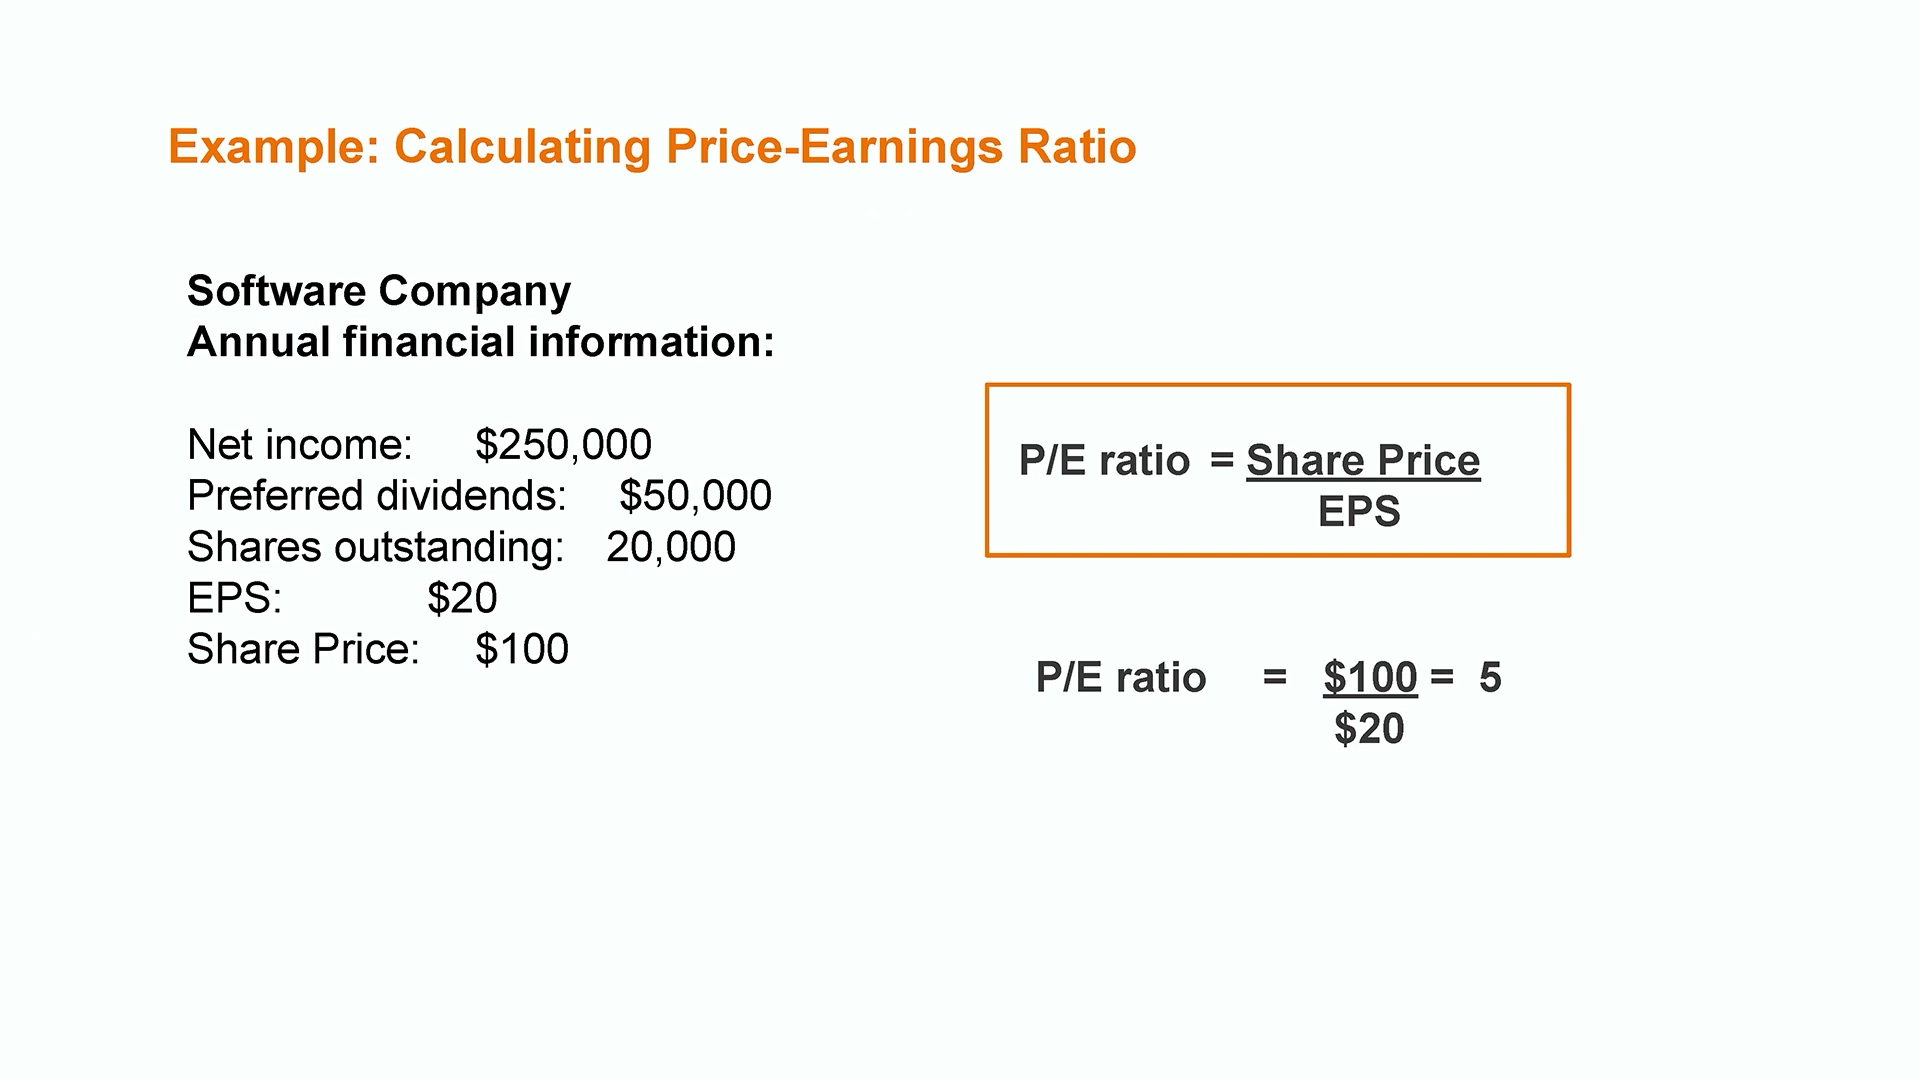 Example: Calculating Price-Earnings Ratio
Software Company
Annual financial information:
Net income: $250,000
Preferred dividends: $50,000
Shares outstanding: 20,000
EPS: $20
Share Price: $100
P/E ratio = Share Price
EPS
P/E ratio = $100 = 5
$20